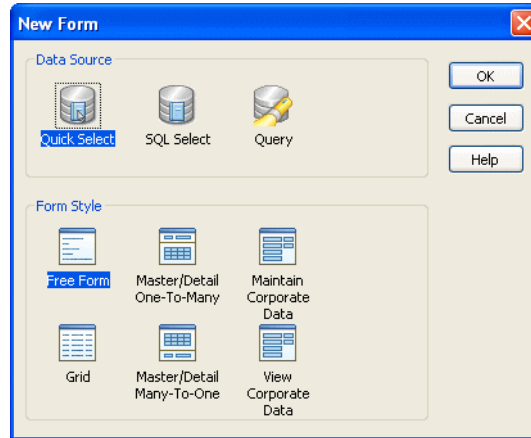 New Form
Data Source
Quick Select SQL Select Query
OK
Cancel
Help
Form Style
Free Form Master/Detail Maintain
One-To-Many Corporate
Data
Grid Master/Detail View
Many-To-One Corporate
Data